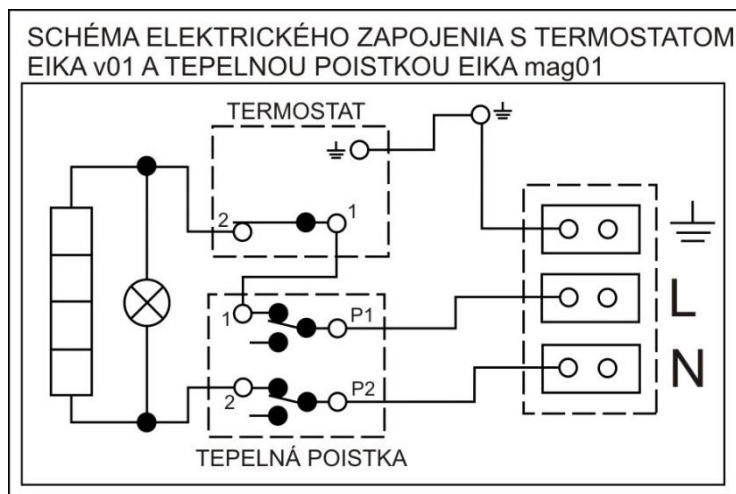 SCHÉMA ELEKTRICKÉHO ZAPOJENIA S TERMOSTATOM
EIKA v01 A TEPELNOU POISTKOU EIKA mag01
TERMOSTAT
2
1
1
P1
L
2
P2
N
TEPELNÁ POISTKA